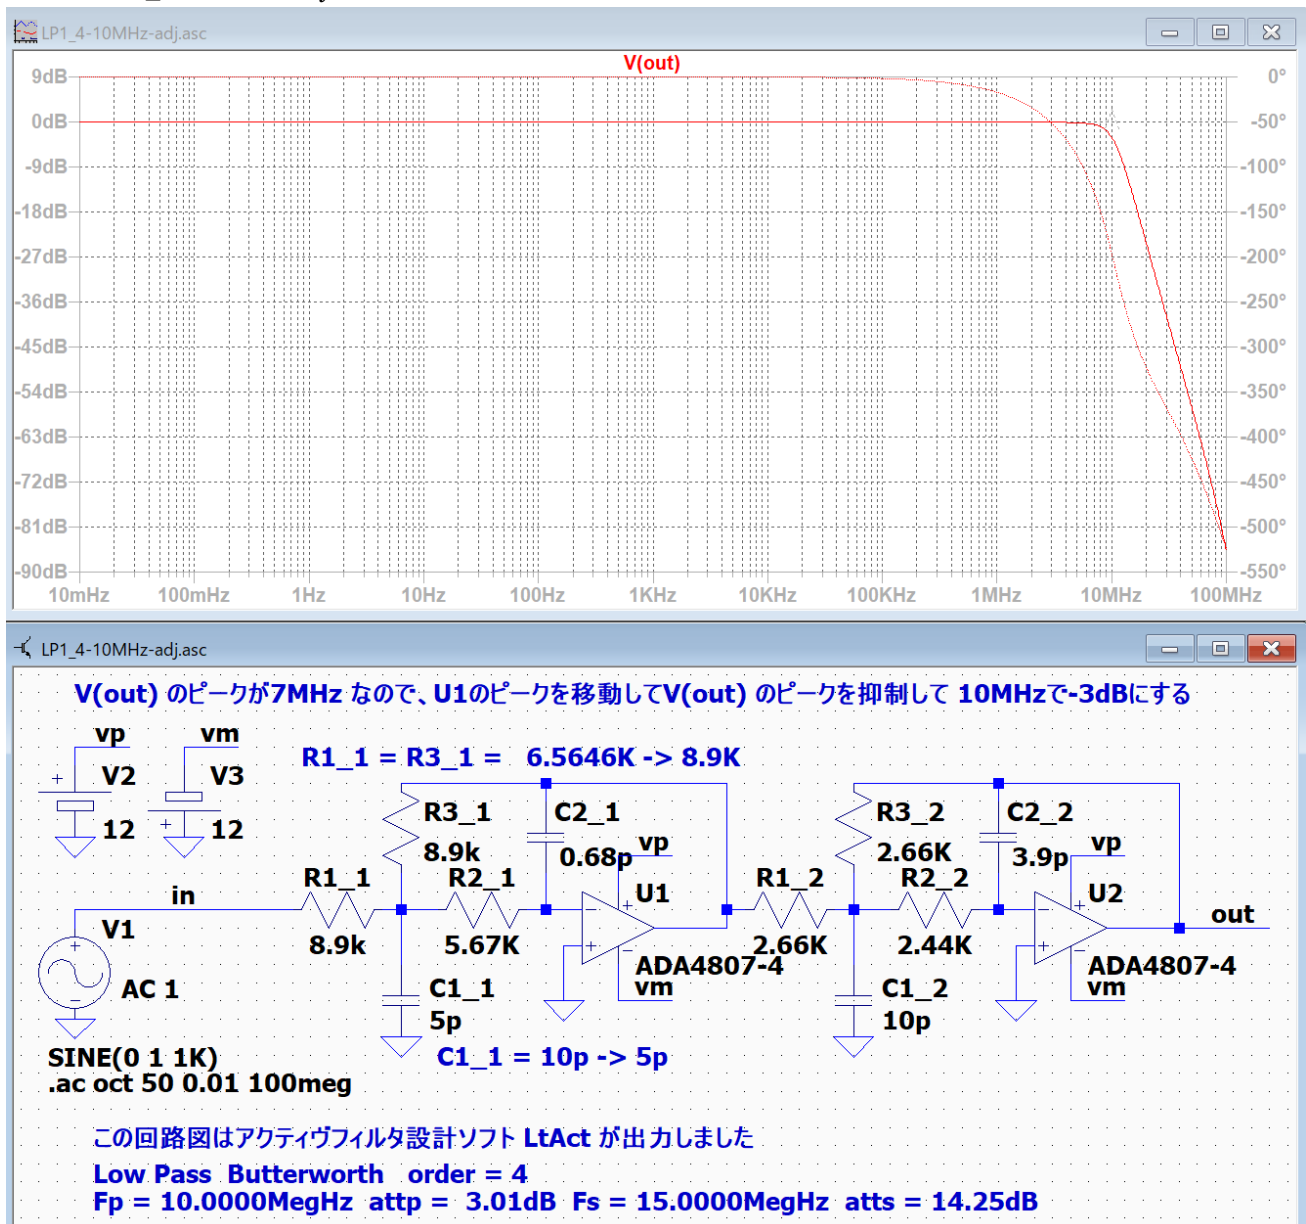 LP1_4-10MHz-adj.asc
V(out)
9dB
0dB
-9dB
-18dB
-27dB
-36dB
-45dB
-54dB
-63dB
-72dB
-81dB
-90dB
0°
-50°
-100°
-150°
-200°
-250°
-300°
-350°
-400°
-450°
-500°
-550°
10mHz 100mHz 1Hz 10Hz 100Hz 1KHz 10KHz 100KHz 1MHz 10MHz 100MHz
LP1_4-10MHz-adj.asc
V(out) のピークが7MHz なので、U1のピークを移動してV(out) のピークを抑制して 10MHzで-3dBにする
vp vm
V2 V3
12 12
R1_1 = R3_1 = 6.5646K -> 8.9K
R3_1 C2_1
8.9k 0.68p vp
R1_1 R2_1 U1
8.9k 5.67K
ADA4807-4
vm
C1_1
5p
C1_1 = 10p -> 5p
R3_2 C2_2
2.66K 3.9p vp
R1_2 R2_2 U2
2.66K 2.44K
ADA4807-4
vm
C1_2
10p
out
in
V1
AC 1
SINE(0 1 1K)
.ac oct 50 0.01 100meg
この回路図はアクティヴフィルタ設計ソフト LtAct が出力しました
Low Pass Butterworth order = 4
Fp = 10.0000MegHz attp = 3.01dB Fs = 15.0000MegHz atts = 14.25dB